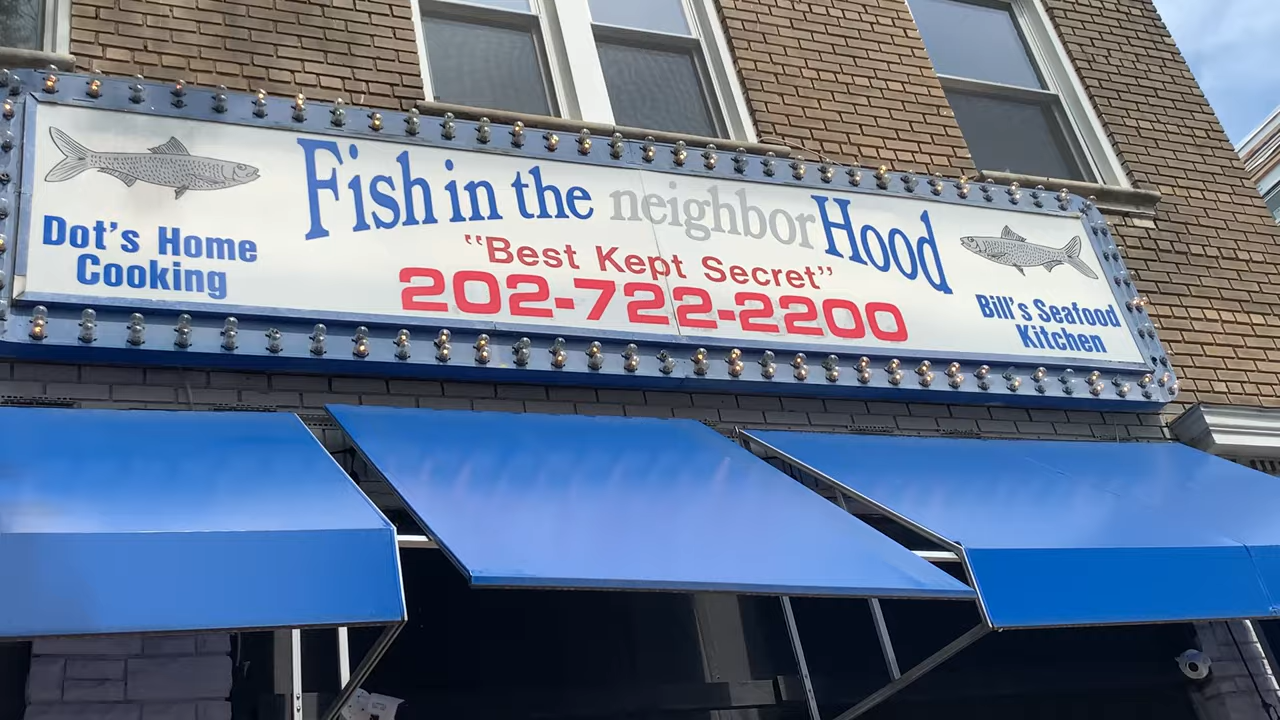 Fish in the neighborHood
Dot's Home
Cooking
"Best Kept Secret"
202-722-2200
Bill's Seafood
Kitchen